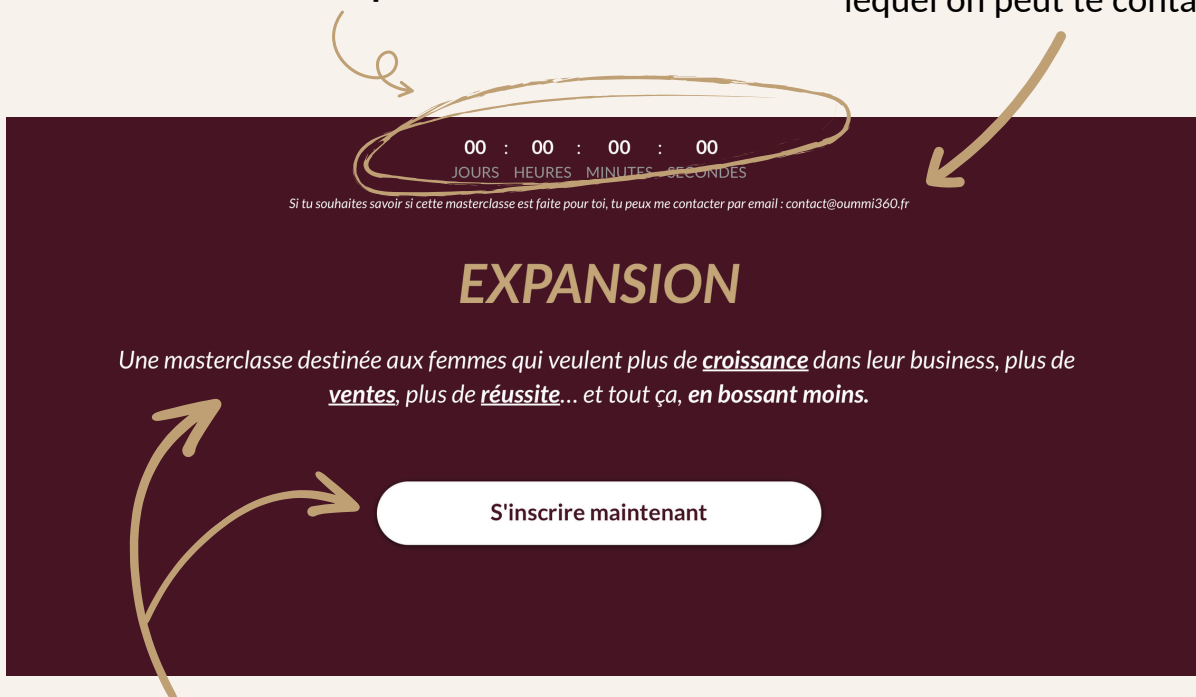 lequel on peut te conta
00 : 00 : 00 : 00
JOURS HEURES MINUTES SECONDES
Si tu souhaites savoir si cette masterclasse est faite pour toi, tu peux me contacter par email : contact@oummi360.fr
EXPANSION
Une masterclasse destinée aux femmes qui veulent plus de croissance dans leur business, plus de
ventes, plus de réussite... et tout ça, en bossant moins.
S'inscrire maintenant